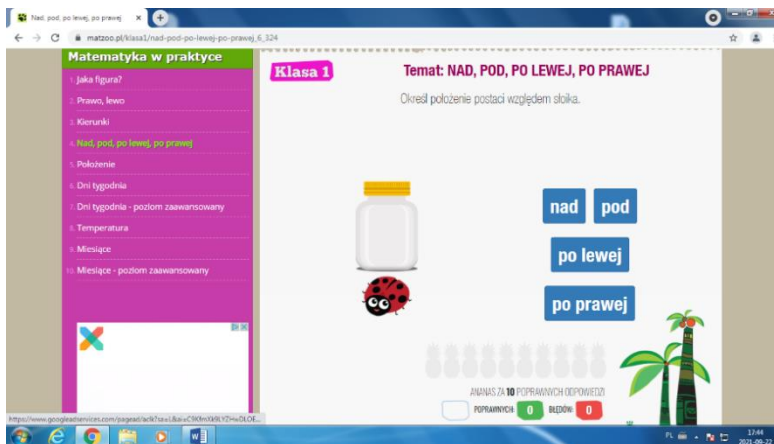 Nad, pod, po lewej, po prawej
matzoo.pl/klasa1/nad-pod-po-lewej-po-prawej_6_324
Matematyka w praktyce
1. Jaka figura?
2. Prawo, lewo
3. Kierunki
4. Nad, pod, po lewej, po prawej
5. Położenie
6. Dni tygodnia
7. Dni tygodnia - poziom zaawansowany
8. Temperatura
9. Miesiące
10. Miesiące - poziom zaawansowany
Klasa 1
Temat: NAD, POD, PO LEWEJ, PO PRAWEJ
Określ położenie postaci względem słoika.
nad pod
po lewej
po prawej
ANANAS ZA 10 POPRAWNYCH ODPOWIEDZI
POPRAWNYCH: 0 BŁĘDÓW: 0
PL
17:44
2021-09-22